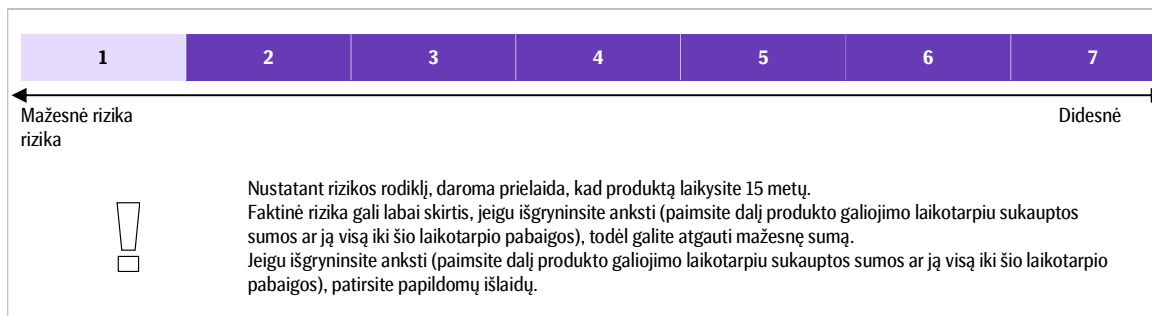 1 2 3 4 5 6 7
Mažesnė rizika Didesnė
rizika
Nustatant rizikos rodiklį, daroma prielaida, kad produktą laikysite 15 metų.
Faktinė rizika gali labai skirtis, jeigu išgryninsite anksti (paimsite dalį produkto galiojimo laikotarpiu sukauptos
sumos ar ją visą iki šio laikotarpio pabaigos), todėl galite atgauti mažesnę sumą.
Jeigu išgryninsite anksti (paimsite dalį produkto galiojimo laikotarpiu sukauptos sumos ar ją visą iki šio laikotarpio
pabaigos), patirsite papildomų išlaidų.